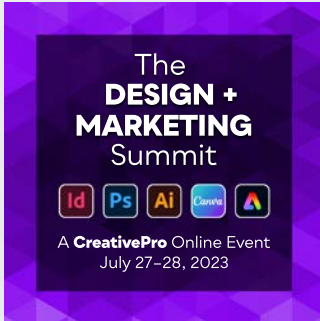 The
DESIGN +
MARKETING
Summit
Id Ps Ai Canva
A CreativePro Online Event
July 27–28, 2023